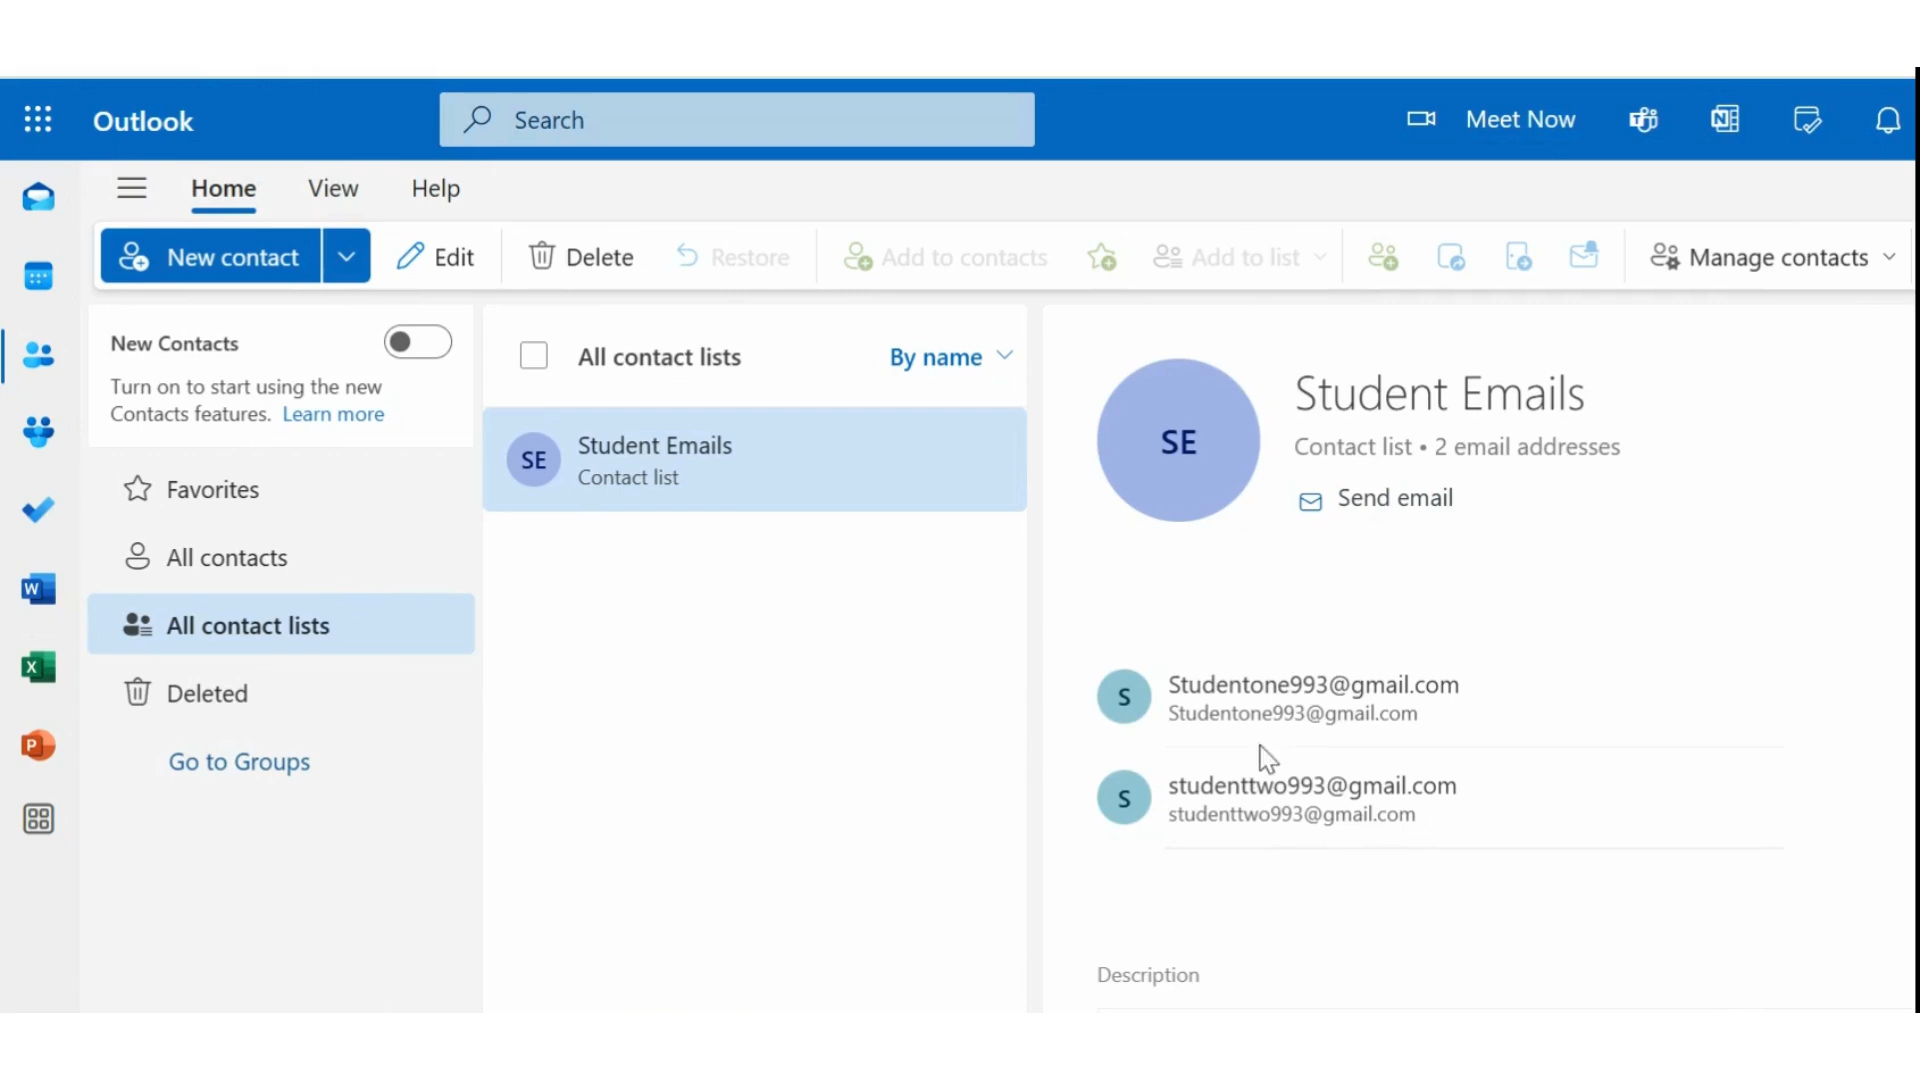 Outlook
Search
Meet Now
Home
View
Help
New contact
Edit
Delete
Restore
Add to contacts
Add to list
Manage contacts
New Contacts
Turn on to start using the new
Contacts features. Learn more
Favorites
All contacts
All contact lists
Deleted
Go to Groups
All contact lists
By name
SE
Student Emails
Contact list
SE
Student Emails
Contact list • 2 email addresses
Send email
S
Studentone993@gmail.com
Studentone993@gmail.com
S
studenttwo993@gmail.com
studenttwo993@gmail.com
Description
W
X
P
N
T